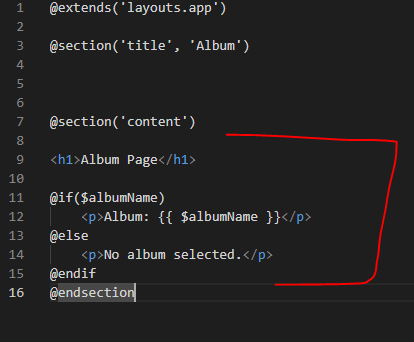 1 @extends('layouts.app')
2
3 @section('title', 'Album')
4
5
6
7 @section('content')
8
9 <h1>Album Page</h1>
10
11 @if($albumName)
12 <p>Album: {{ $albumName }}</p>
13 @else
14 <p>No album selected.</p>
15 @endif
16 @endsection